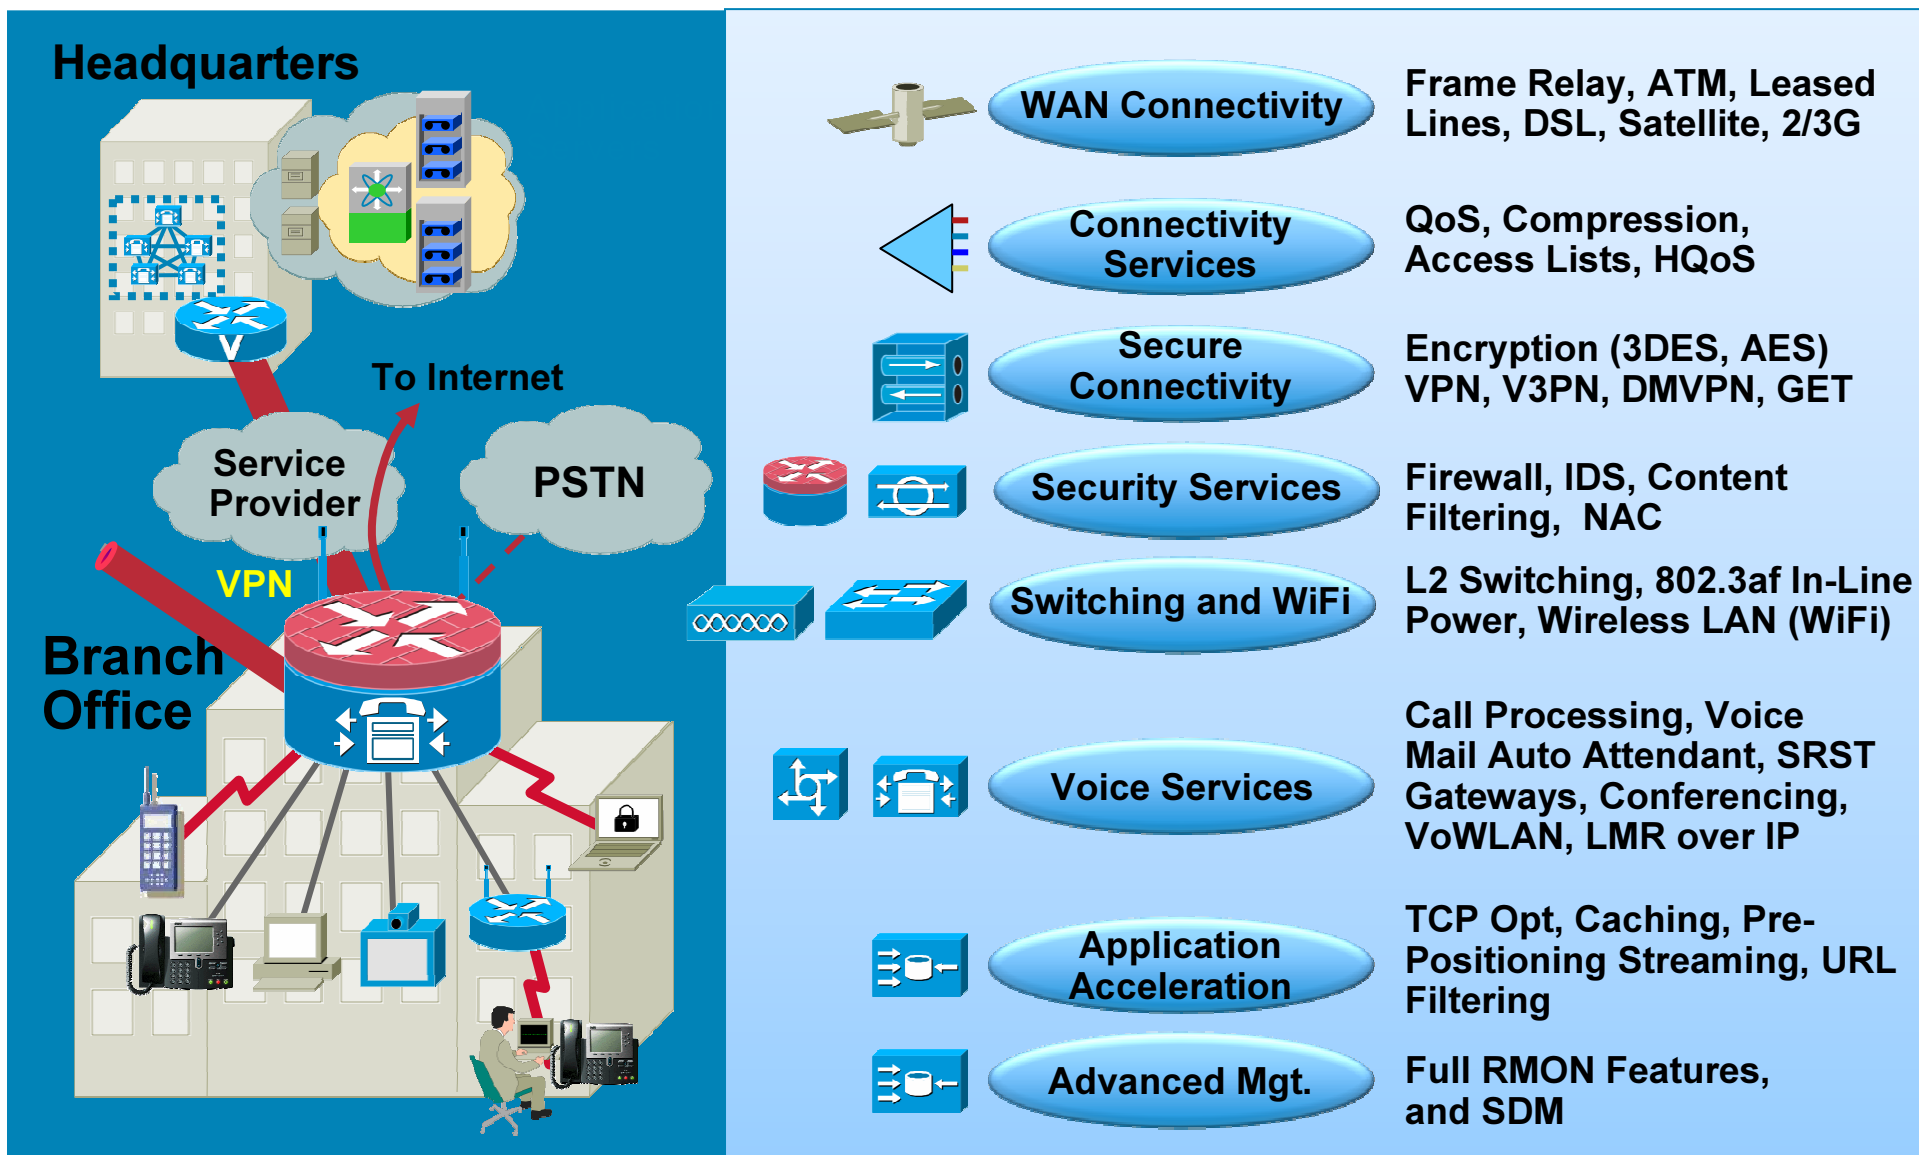 Headquarters
To Internet
Service
Provider
PSTN
VPN
Branch
Office
V
WAN Connectivity
Frame Relay, ATM, Leased
Lines, DSL, Satellite, 2/3G
Connectivity
Services
QoS, Compression,
Access Lists, HQoS
Secure
Connectivity
Encryption (3DES, AES)
VPN, V3PN, DMVPN, GET
Security Services
Firewall, IDS, Content
Filtering,  NAC
Switching and WiFi
L2 Switching, 802.3af In-Line
Power, Wireless LAN (WiFi)
Voice Services
Call Processing, Voice
Mail Auto Attendant, SRST
Gateways, Conferencing,
VoWLAN, LMR over IP
Application
Acceleration
TCP Opt, Caching, Pre-
Positioning Streaming, URL
Filtering
Advanced Mgt.
Full RMON Features,
and SDM